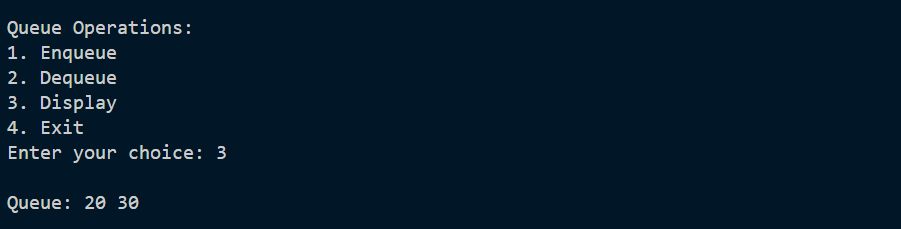 Queue Operations:
1. Enqueue
2. Dequeue
3. Display
4. Exit
Enter your choice: 3
Queue: 20 30